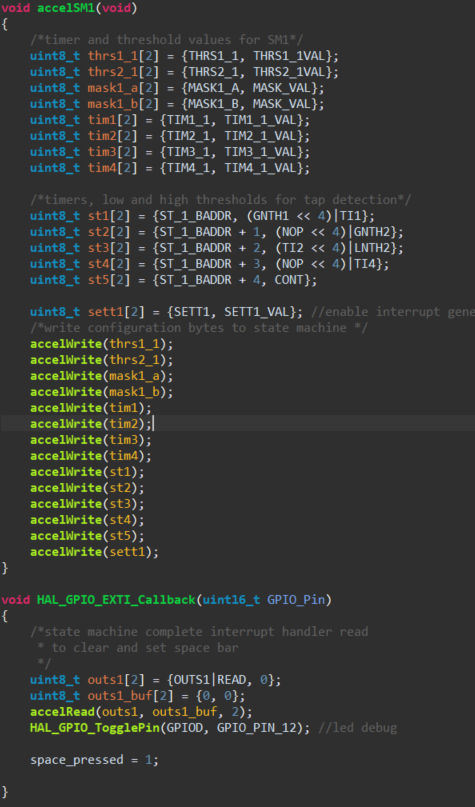 void accelSM1(void)
{
    /*timer and threshold values for SM1*/
    uint8_t thrs1_1[2] = {THRS1_1, THRS1_1VAL};
    uint8_t thrs2_1[2] = {THRS2_1, THRS2_1VAL};
    uint8_t mask1_a[2] = {MASK1_A, MASK_VAL};
    uint8_t mask1_b[2] = {MASK1_B, MASK_VAL};
    uint8_t tim1[2] = {TIM1_1, TIM1_1_VAL};
    uint8_t tim2[2] = {TIM2_1, TIM2_1_VAL};
    uint8_t tim3[2] = {TIM3_1, TIM3_1_VAL};
    uint8_t tim4[2] = {TIM4_1, TIM4_1_VAL};

    /*timers, low and high thresholds for tap detection*/
    uint8_t st1[2] = {ST_1_BADDR, (GNTH1 << 4)|TI1};
    uint8_t st2[2] = {ST_1_BADDR + 1, (NOP << 4)|GNTH2};
    uint8_t st3[2] = {ST_1_BADDR + 2, (TI2 << 4)|LNTH2};
    uint8_t st4[2] = {ST_1_BADDR + 3, (NOP << 4)|TI4};
    uint8_t st5[2] = {ST_1_BADDR + 4, CONT};

    uint8_t sett1[2] = {SETT1, SETT1_VAL}; //enable interrupt gene
    /*write configuration bytes to state machine */
    accelWrite(thrs1_1);
    accelWrite(thrs2_1);
    accelWrite(mask1_a);
    accelWrite(mask1_b);
    accelWrite(tim1);
    accelWrite(tim2);
    accelWrite(tim3);
    accelWrite(tim4);
    accelWrite(st1);
    accelWrite(st2);
    accelWrite(st3);
    accelWrite(st4);
    accelWrite(st5);
    accelWrite(sett1);
}

void HAL_GPIO_EXTI_Callback(uint16_t GPIO_Pin)
{
    /*state machine complete interrupt handler read
     * to clear and set space bar
     */
    uint8_t outs1[2] = {OUTS1|READ, 0};
    uint8_t outs1_buf[2] = {0, 0};
    accelRead(outs1, outs1_buf, 2);
    HAL_GPIO_TogglePin(GPIOD, GPIO_PIN_12); //led debug

    space_pressed = 1;

}